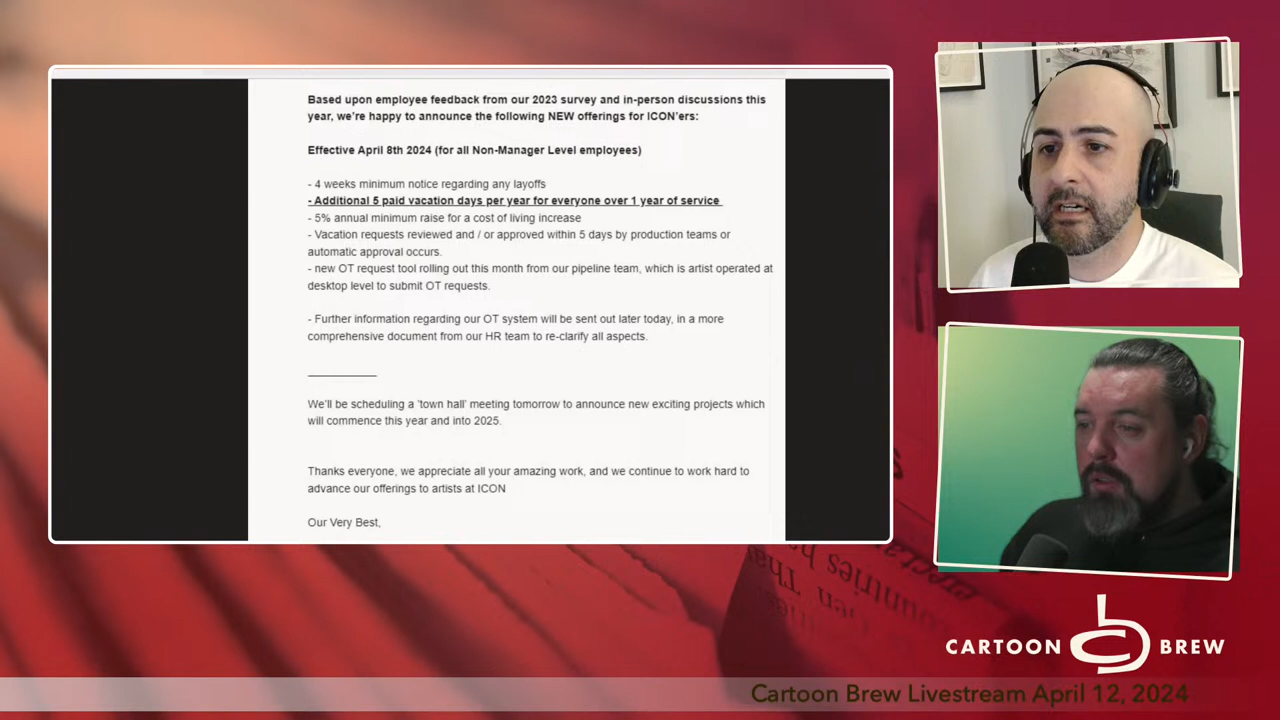 Based upon employee feedback from our 2023 survey and in-person discussions this
year, we're happy to announce the following NEW offerings for ICON'ers:
Effective April 8th 2024 (for all Non-Manager Level employees)
- 4 weeks minimum notice regarding any layoffs
- Additional 5 paid vacation days per year for everyone over 1 year of service
- 5% annual minimum raise for a cost of living increase
- Vacation requests reviewed and / or approved within 5 days by production teams or
automatic approval occurs.
- new OT request tool rolling out this month from our pipeline team, which is artist operated at
desktop level to submit OT requests.
- Further information regarding our OT system will be sent out later today, in a more
comprehensive document from our HR team to re-clarify all aspects.
We'll be scheduling a 'town hall' meeting tomorrow to announce new exciting projects which
will commence this year and into 2025.
Thanks everyone, we appreciate all your amazing work, and we continue to work hard to
advance our offerings to artists at ICON
Our Very Best,
CARTOON BREW
Cartoon Brew Livestream April 12, 2024